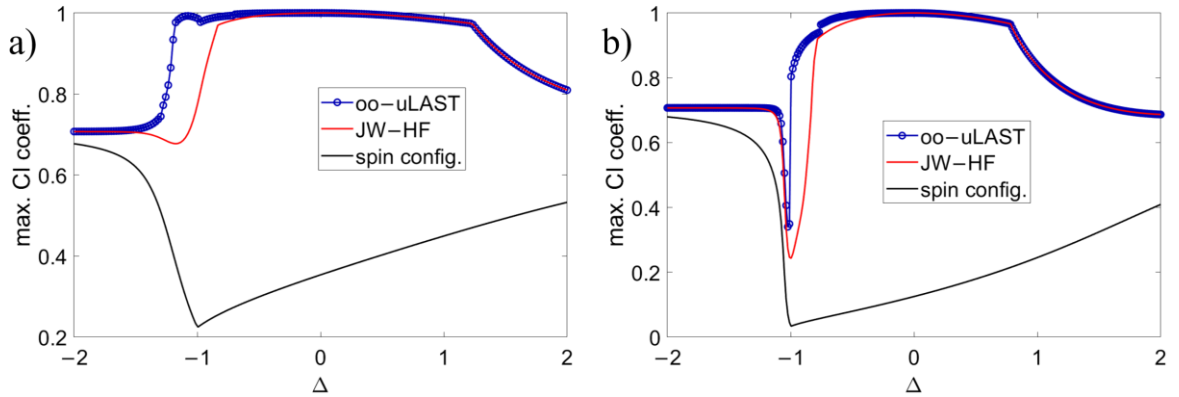 a)
max. CI coeff.
1
0.8
0.6
0.4
0.2
−2
−1
0
1
2
Δ
oo−uLAST
JW−HF
spin config.
b)
max. CI coeff.
1
0.8
0.6
0.4
0.2
0
−2
−1
0
1
2
Δ
oo−uLAST
JW−HF
spin config.